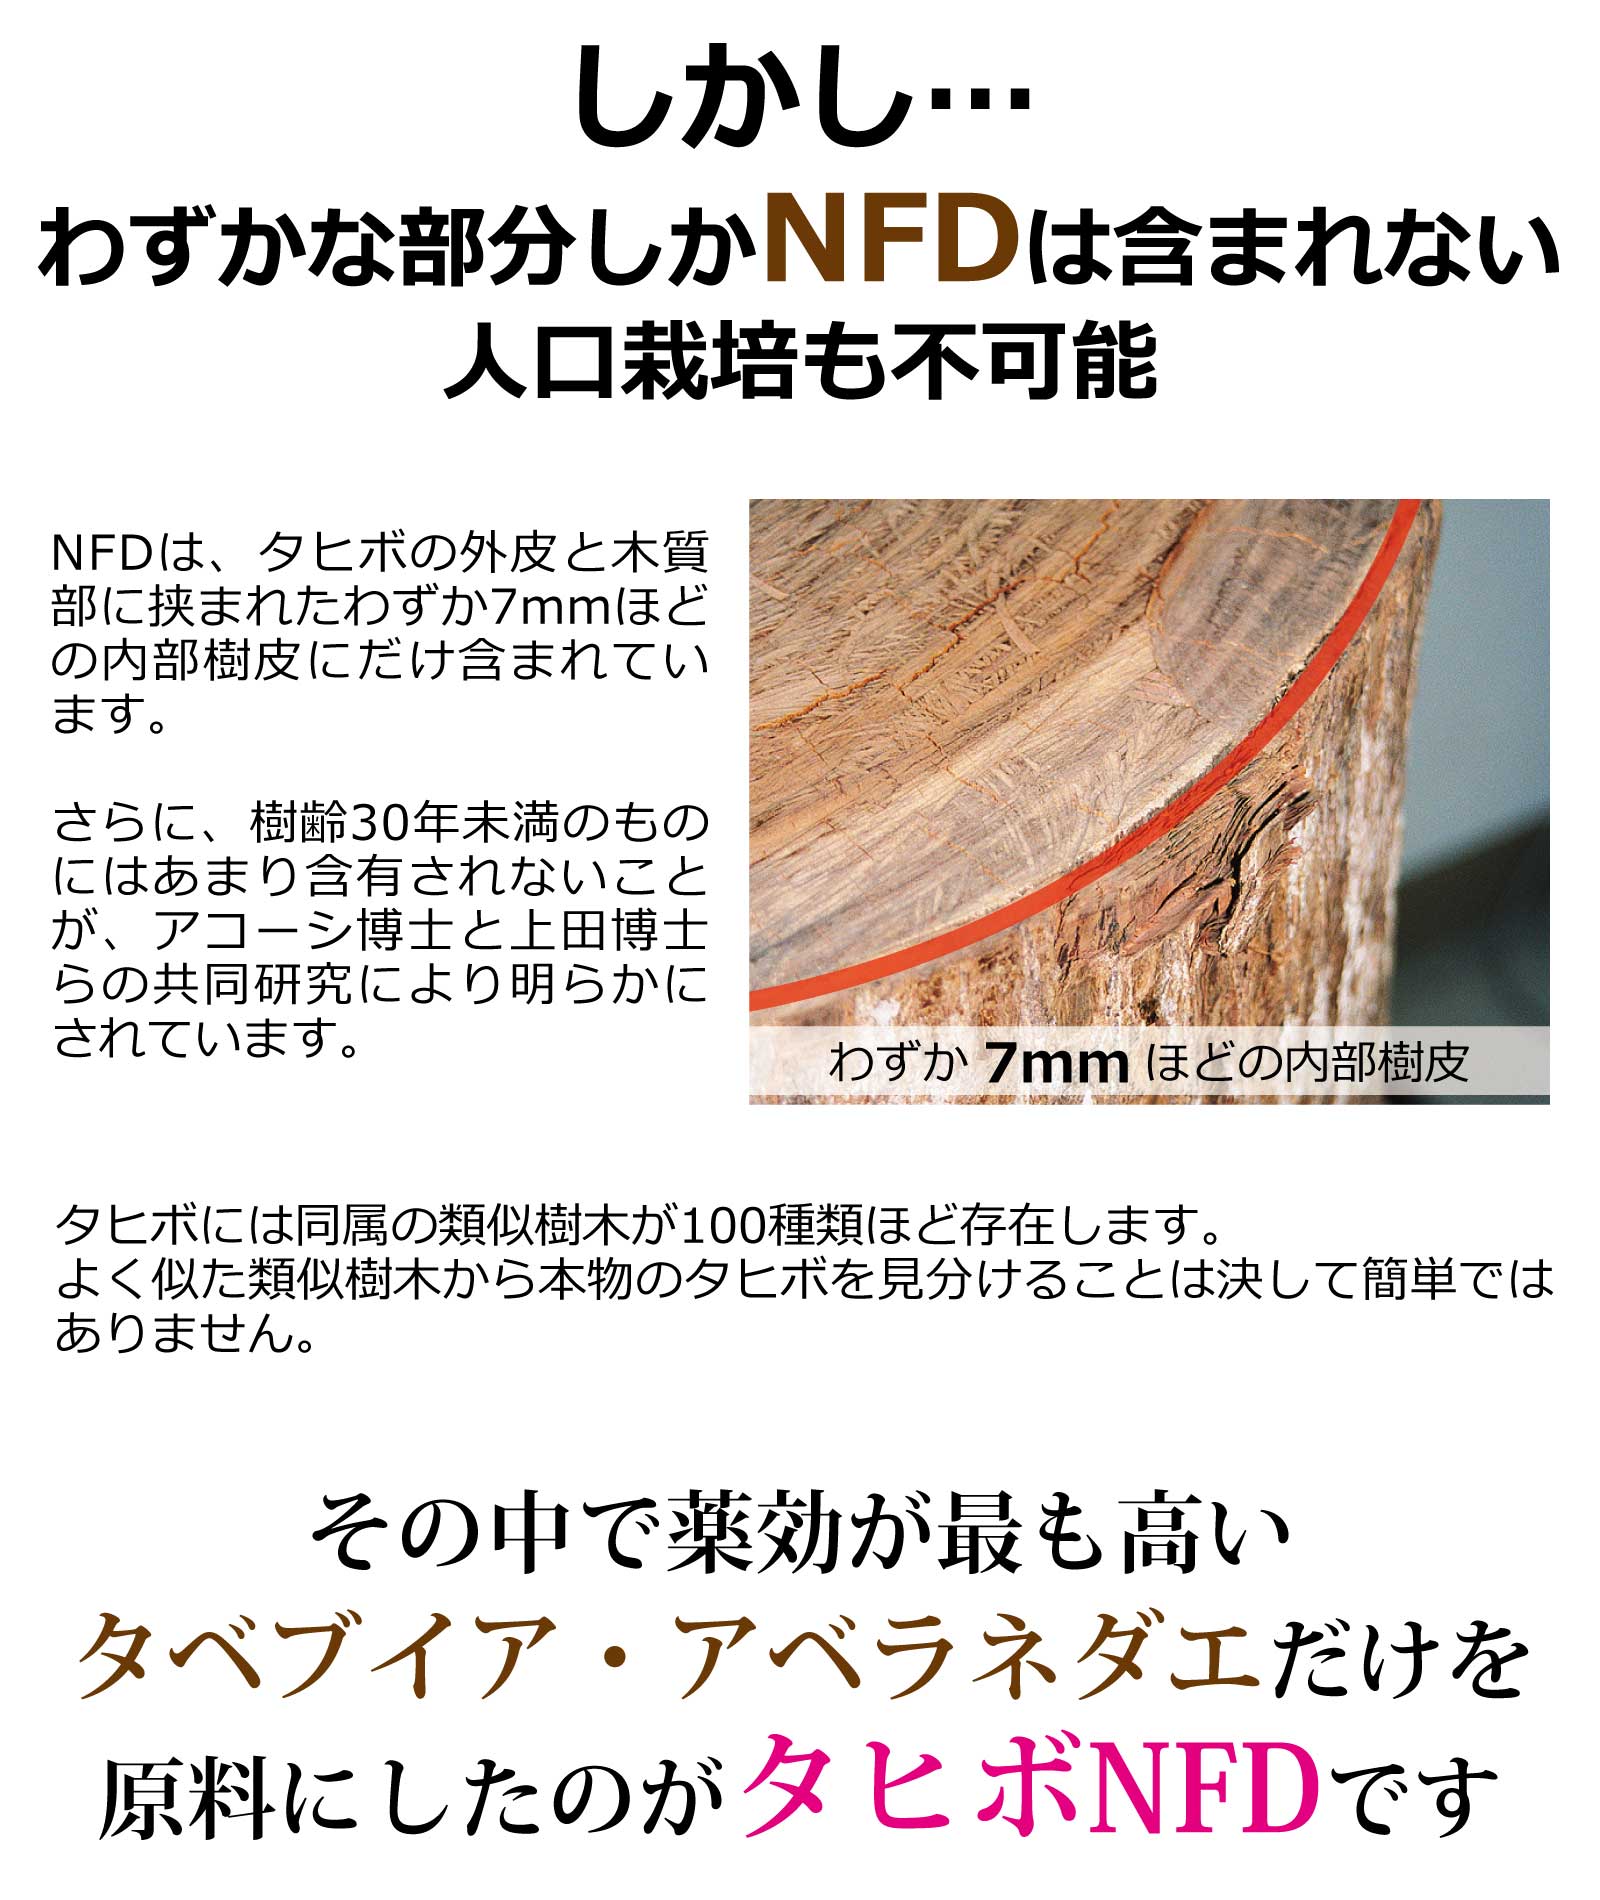 しかし…
わずかな部分しかNFDは含まれない
人口栽培も不可能
NFDは、タヒボの外皮と木質
部に挟まれたわずか7mmほど
の内部樹皮にだけ含まれてい
ます。
さらに、樹齢30年未満のもの
にはあまり含有されないこと
が、アコーシ博士と上田博士
らの共同研究により明らかに
されています。
わずか 7mm ほどの内部樹皮
タヒボには同属の類似樹木が100種類ほど存在します。
よく似た類似樹木から本物のタヒボを見分けることは決して簡単では
ありません。
その中で薬効が最も高い
タベブイア・アベラネダエだけを
原料にしたのがタヒボNFDです